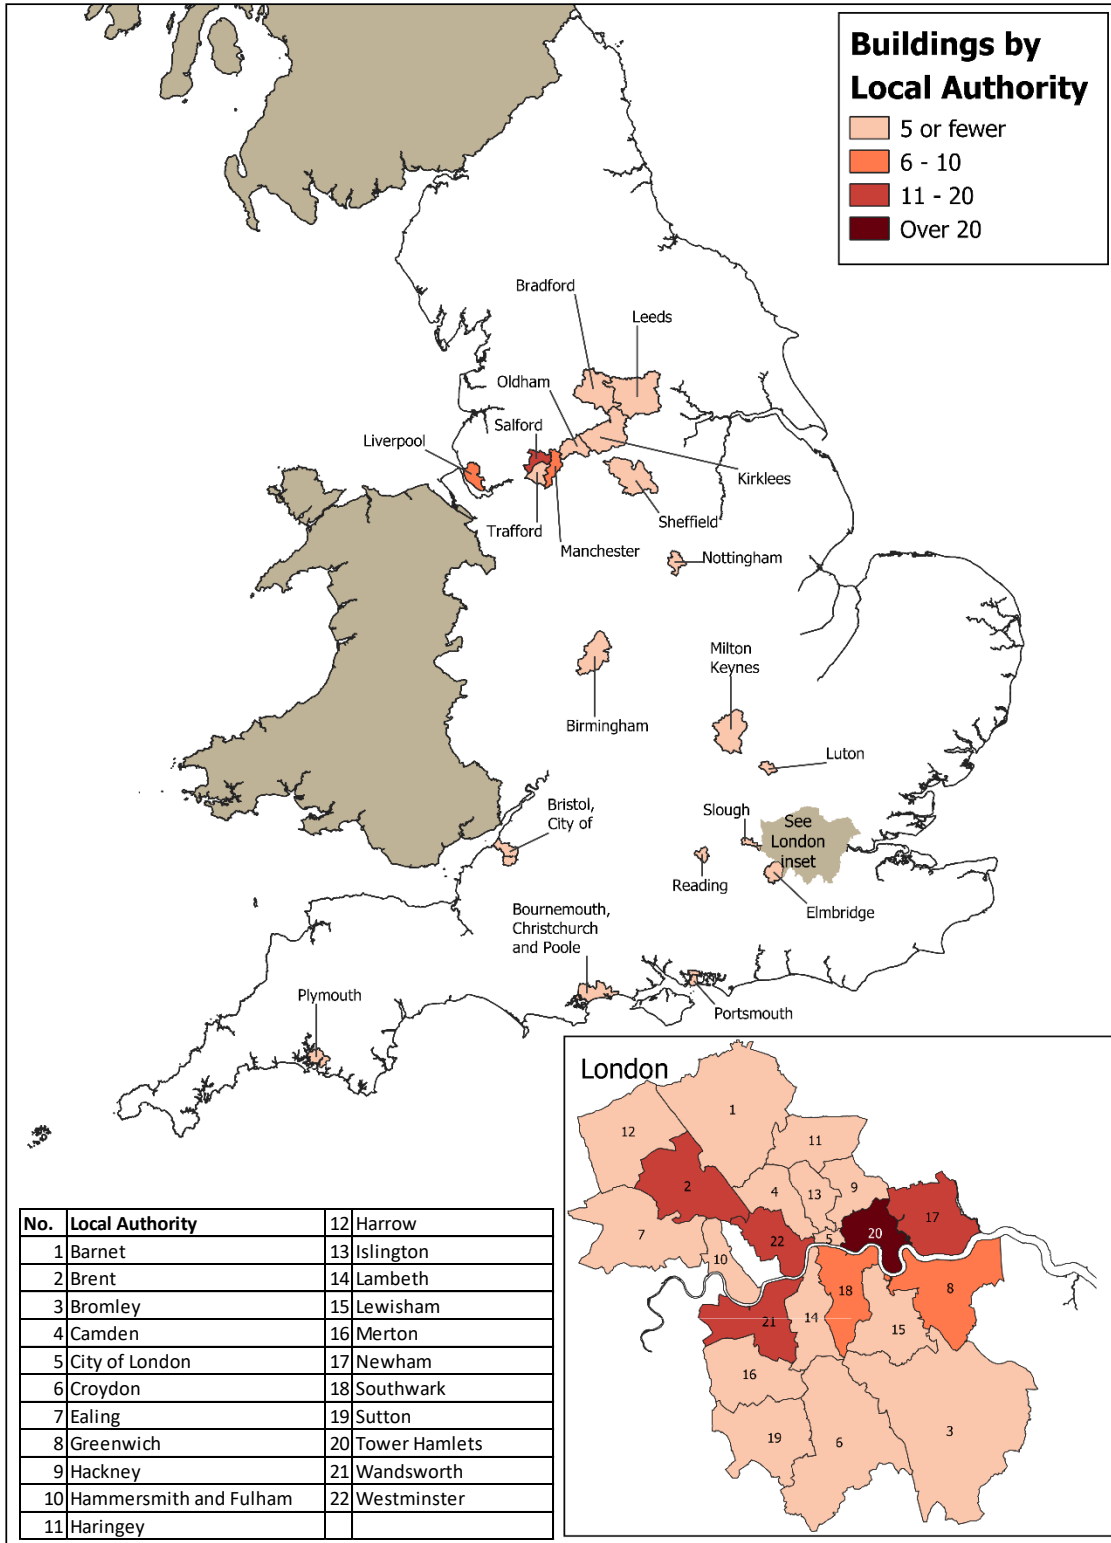 Buildings by
Local Authority
5 or fewer
6 - 10
11 - 20
Over 20
Bradford
Leeds
Oldham
Salford
Liverpool
Kirklees
Sheffield
Trafford
Manchester
Nottingham
Milton
Keynes
Birmingham
Luton
Bristol,
City of
Slough
See
London
inset
Reading
Elmbridge
Bournemouth,
Christchurch
and Poole
Plymouth
Portsmouth
London
1
12
11
2
4
13
9
17
7
22
5
20
10
8
18
21
14
15
16
19
6
3
No. Local Authority 12 Harrow
1 Barnet 13 Islington
2 Brent 14 Lambeth
3 Bromley 15 Lewisham
4 Camden 16 Merton
5 City of London 17 Newham
6 Croydon 18 Southwark
7 Ealing 19 Sutton
8 Greenwich 20 Tower Hamlets
9 Hackney 21 Wandsworth
10 Hammersmith and Fulham 22 Westminster
11 Haringey